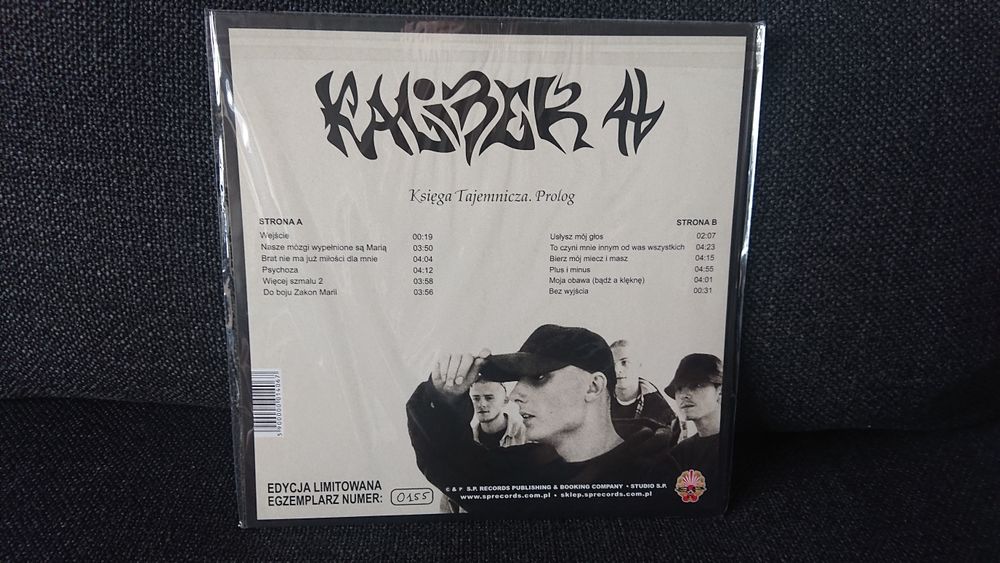 KALIBER 44
Księga Tajemnicza. Prolog
STRONA A
Wejście 00:19
Nasze mózgi wypełnione są Marią 03:50
Brat nie ma już miłości dla mnie 04:04
Psychoza 04:12
Więcej szmalu 2 03:58
Do boju Zakon Marii 03:56
STRONA B
Usłysz mój głos 02:07
To czyni mnie innym od was wszystkich 04:23
Bierz mój miecz i masz 04:15
Plus i minus 04:55
Moja obawa (bądź a klęknę) 04:01
Bez wyjścia 00:31
EDYCJA LIMITOWANA
EGZEMPLARZ NUMER: 0155
C & P S.P. RECORDS PUBLISHING & BOOKING COMPANY • STUDIO S.P.
www.sprecords.com.pl • sklep.sprecords.com.pl